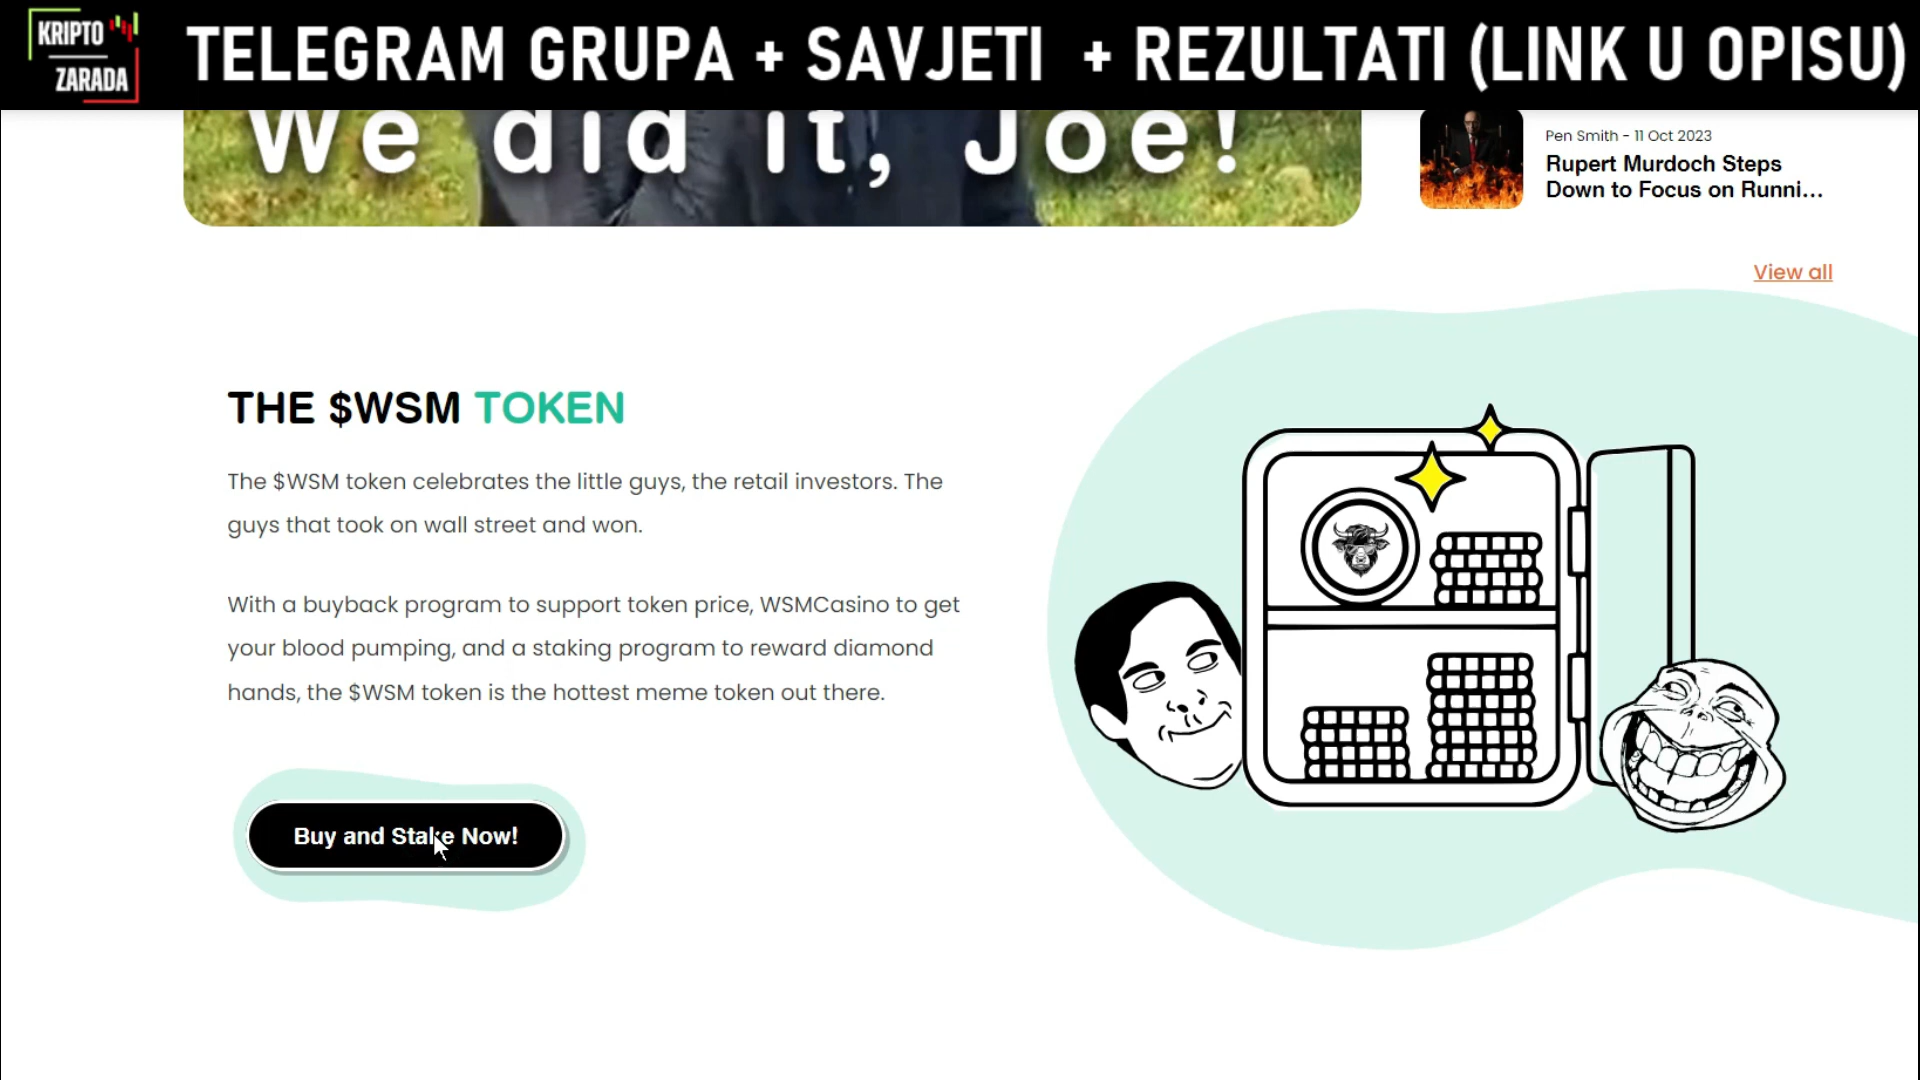 KRIPTO
ZARADA
TELEGRAM GRUPA + SAVJETI + REZULTATI (LINK U OPISU)
We did it, Joe!
Pen Smith - 11 Oct 2023
Rupert Murdoch Steps
Down to Focus on Runni...
View all
THE $WSM TOKEN
The $WSM token celebrates the little guys, the retail investors. The
guys that took on wall street and won.
With a buyback program to support token price, WSMCasino to get
your blood pumping, and a staking program to reward diamond
hands, the $WSM token is the hottest meme token out there.
Buy and Stake Now!